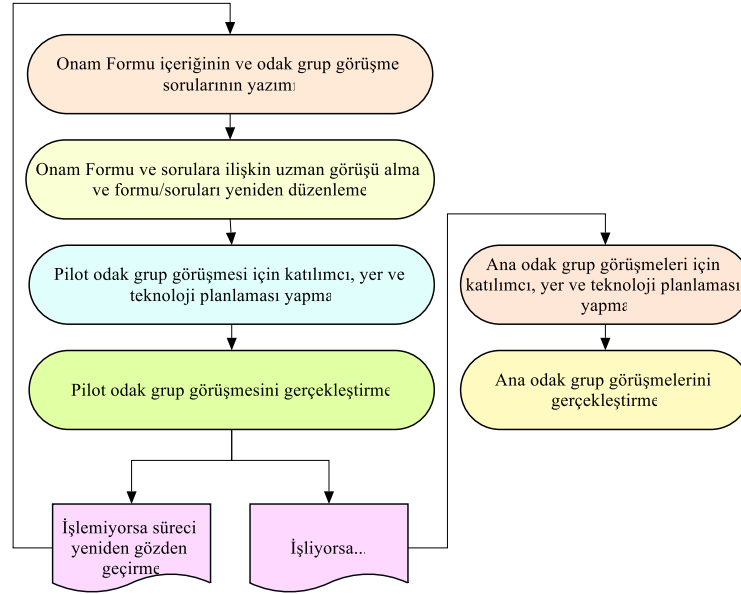 Onam Formu içeriğinin ve odak grup görüşme
sorularının yazımı
Onam Formu ve sorulara ilişkin uzman görüşü alma
ve formu/soruları yeniden düzenleme
Pilot odak grup görüşmesi için katılımcı, yer ve
teknoloji planlaması yapma
Pilot odak grup görüşmesini gerçekleştirme
İşlemiyorsa süreci
yeniden gözden
geçirme
İşliyorsa...
Ana odak grup görüşmeleri için
katılımcı, yer ve teknoloji planlaması
yapma
Ana odak grup görüşmelerini
gerçekleştirme